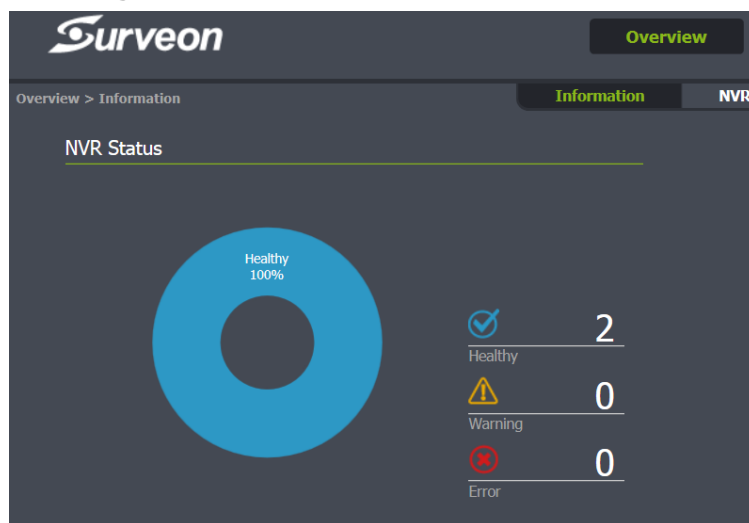 Surveon
Overview
Overview > Information
Information
NVR
NVR Status
Healthy
100%
2
Healthy
0
Warning
0
Error